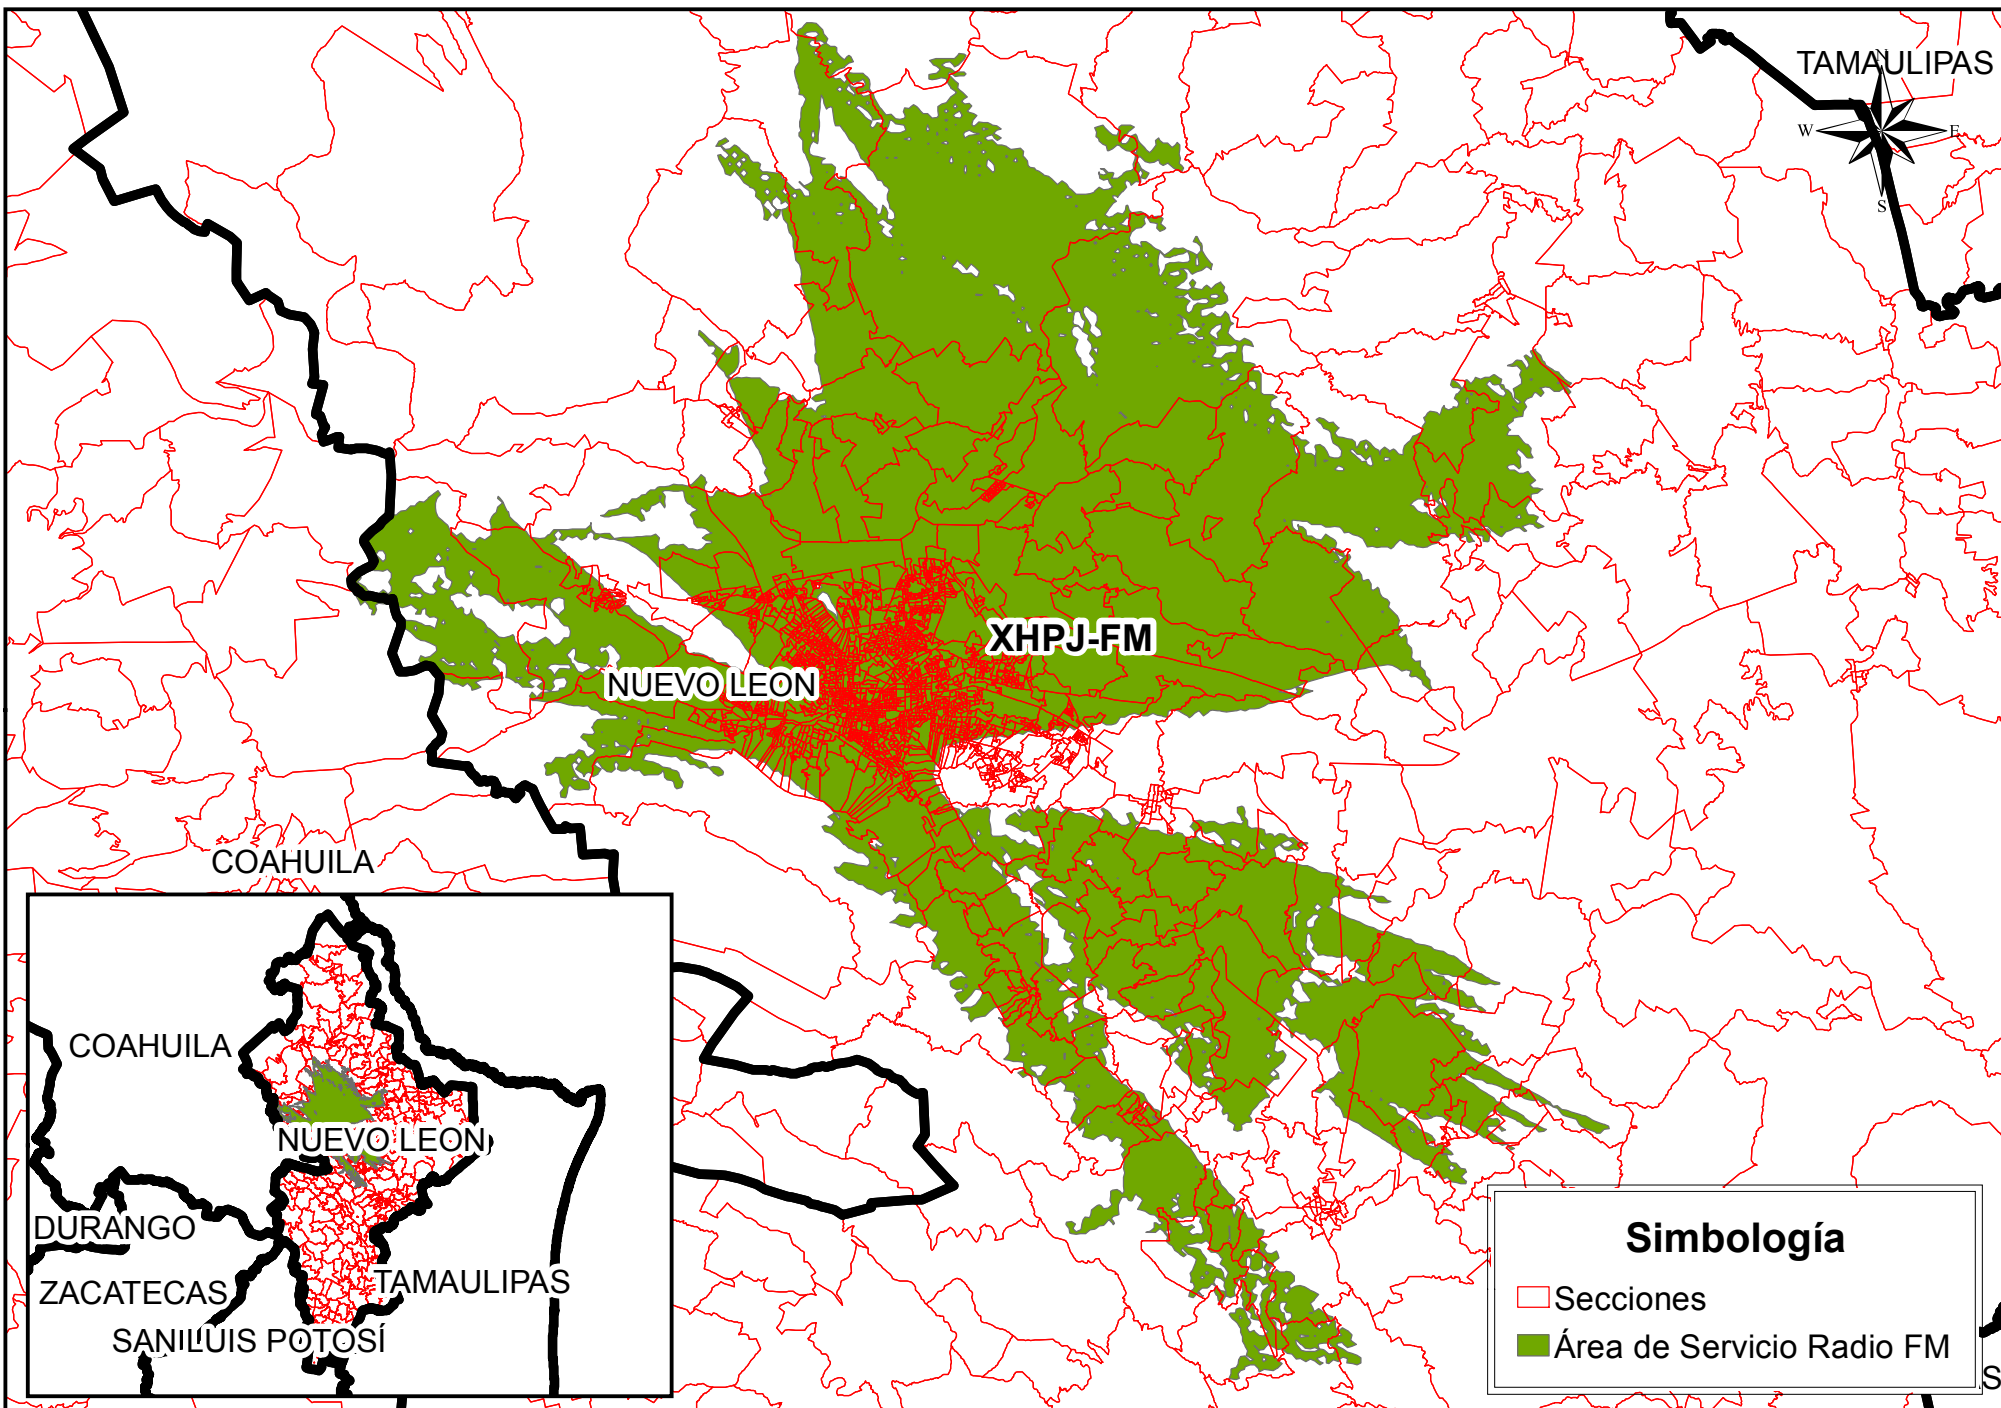 TAMAULIPAS
N
W
E
S
XHPJ-FM
NUEVO LEON
COAHUILA
COAHUILA
NUEVO LEON
DURANGO
ZACATECAS
TAMAULIPAS
SAN LUIS POTOSÍ
Simbología
Secciones
Área de Servicio Radio FM
S